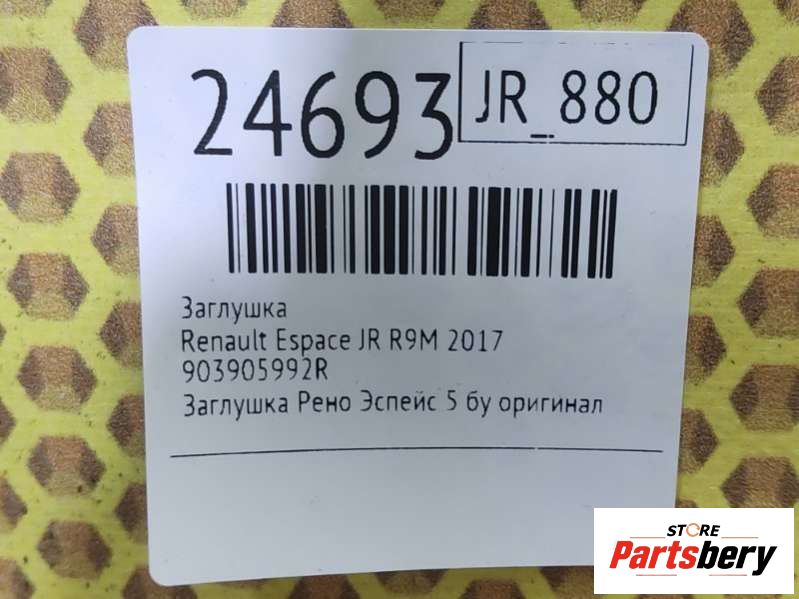 24693
JR_880
Заглушка
Renault Espace JR R9M 2017
903905992R
Заглушка Рено Эспейс 5 бу оригинал
STORE
Partsbery